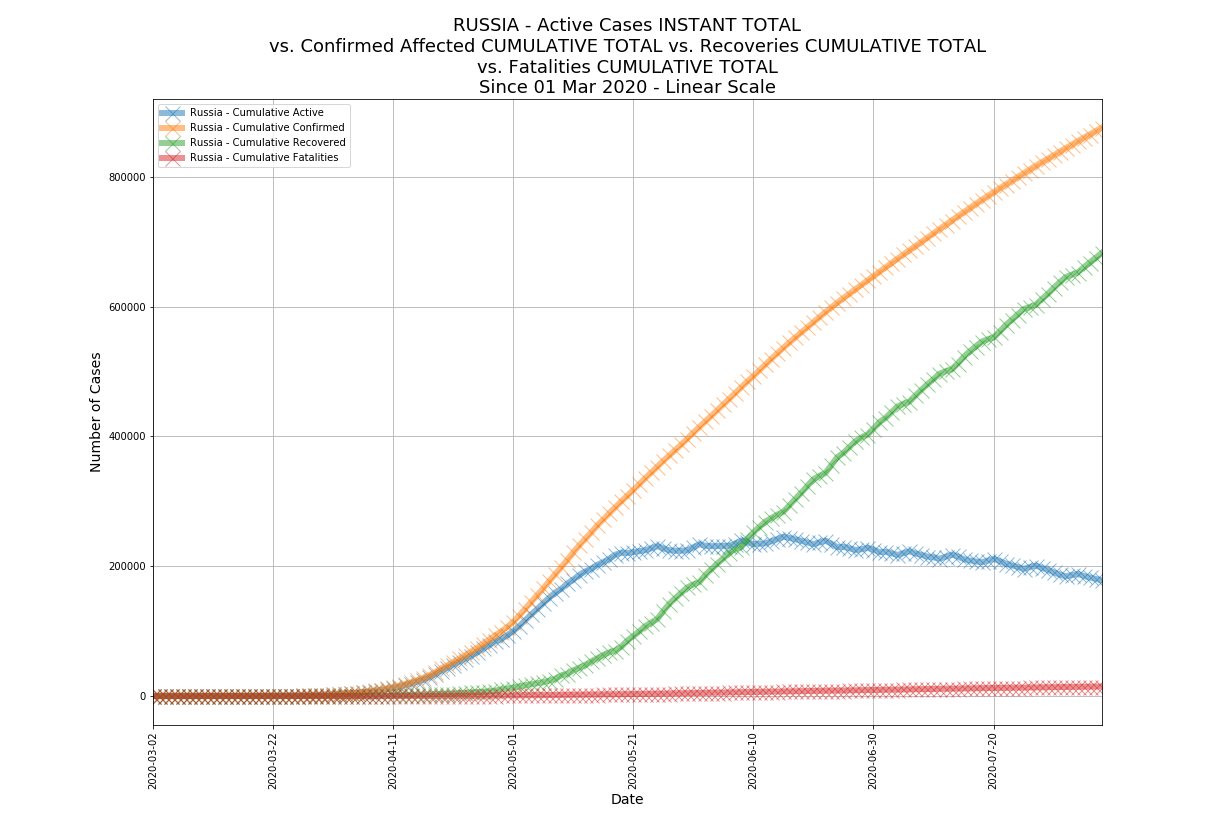 RUSSIA - Active Cases INSTANT TOTAL
vs. Confirmed Affected CUMULATIVE TOTAL vs. Recoveries CUMULATIVE TOTAL
vs. Fatalities CUMULATIVE TOTAL
Since 01 Mar 2020 - Linear Scale
Russia - Cumulative Active
Russia - Cumulative Confirmed
Russia - Cumulative Recovered
Russia - Cumulative Fatalities
Number of Cases
800000
600000
400000
200000
0
2020-03-02
2020-03-22
2020-04-11
2020-05-01
2020-05-21
2020-06-10
2020-06-30
2020-07-20
Date